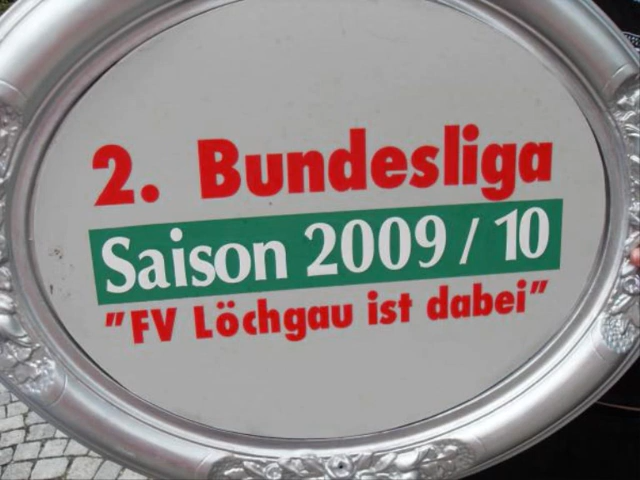 2. Bundesliga
Saison 2009 / 10
"FV Löchgau ist dabei"